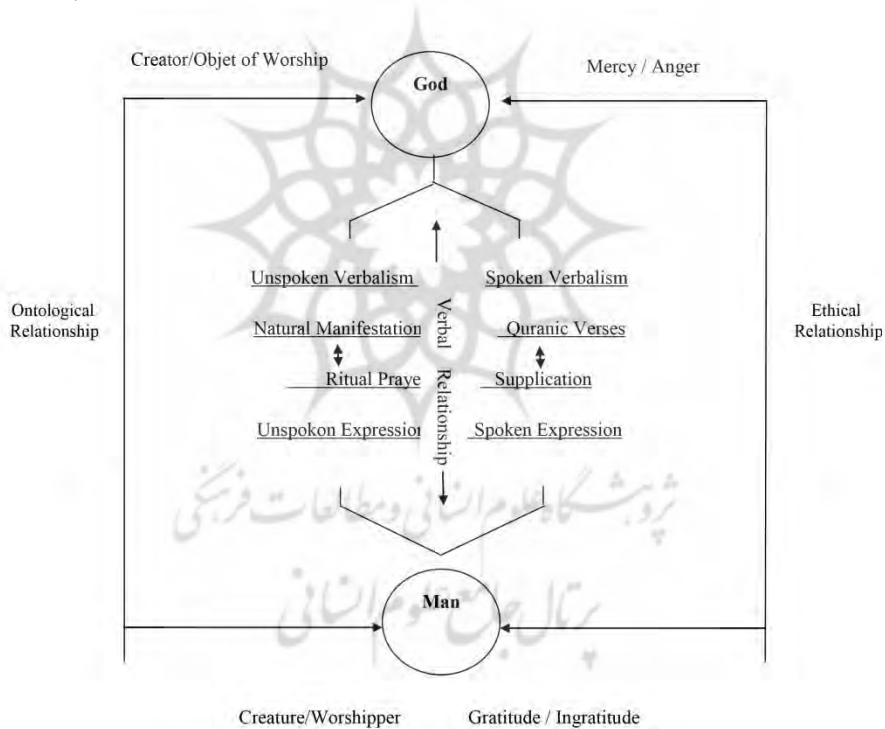 Creator/Objet of Worship
Mercy / Anger
God
Unspoken Verbalism
Spoken Verbalism
Ontological
Relationship
Natural Manifestation
Quranic Verses
Verbal Relationship
Ethical
Relationship
Ritual Praye
Supplication
Unspokon Expression
Spoken Expression
پژوهشگاه علوم انسانی و مطالعات فرهنگی
Man
پرتال جامع علوم انسانی
Creature/Worshipper
Gratitude / Ingratitude